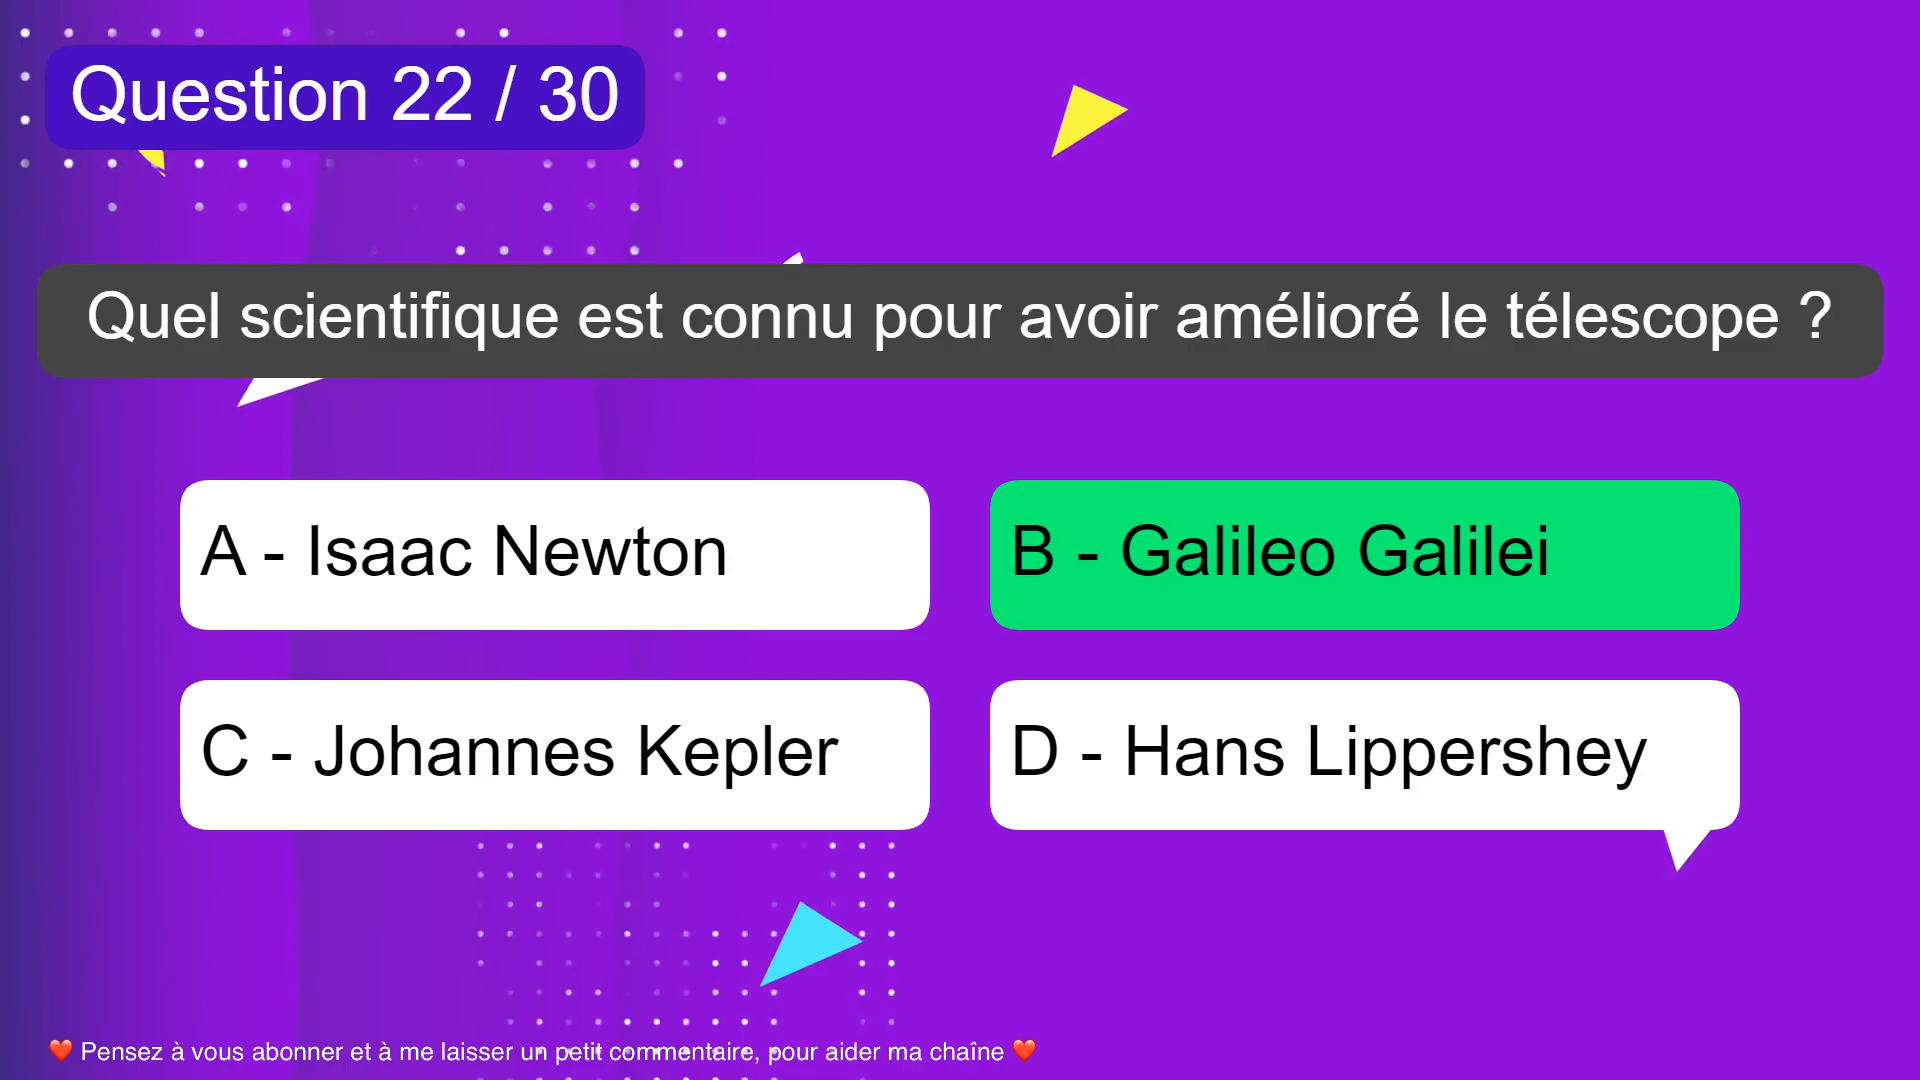 Question 22 / 30
Quel scientifique est connu pour avoir amélioré le télescope ?
A - Isaac Newton
B - Galileo Galilei
C - Johannes Kepler
D - Hans Lippershey
❤️ Pensez à vous abonner et à me laisser un petit commentaire, pour aider ma chaîne ❤️